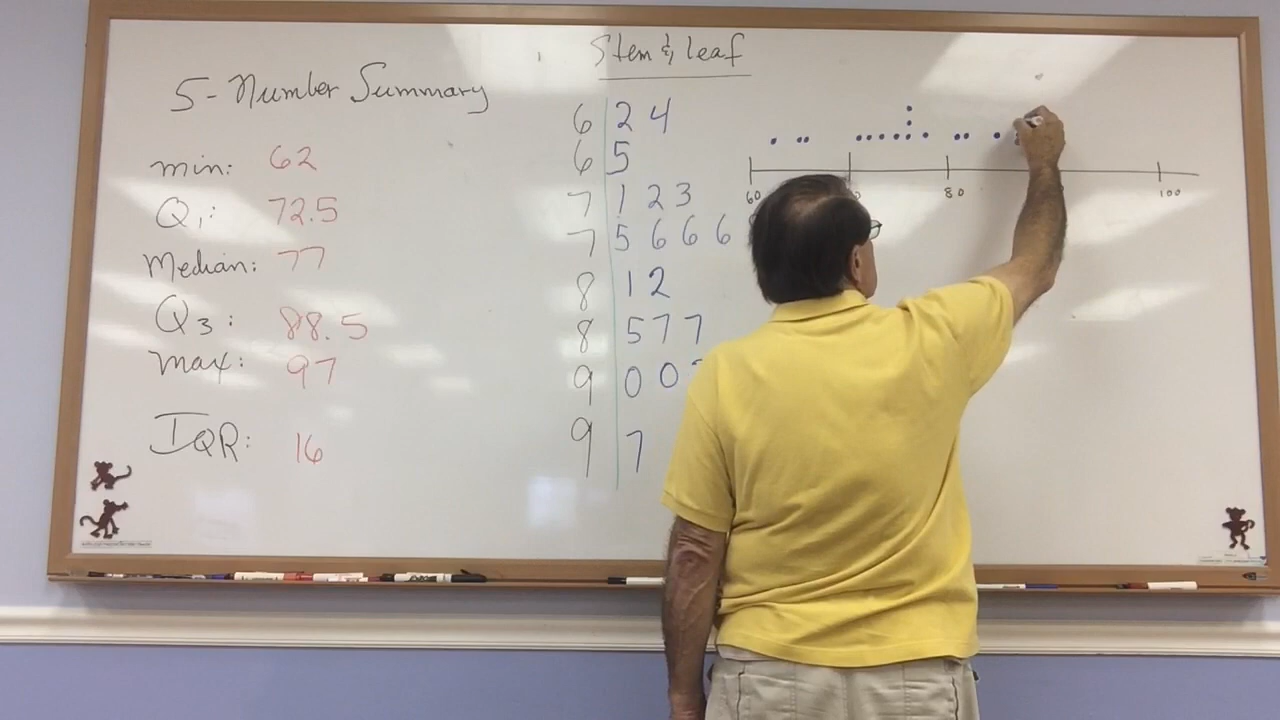 5-Number Summary
min: 62
Q1: 72.5
Median: 77
Q3: 88.5
max: 97
IQR: 16
Stem & leaf
6 2 4
6 5
7 1 2 3
7 5 6 6 6
8 1 2
8 5 7 7
9 0 0
9 7
60 80 100